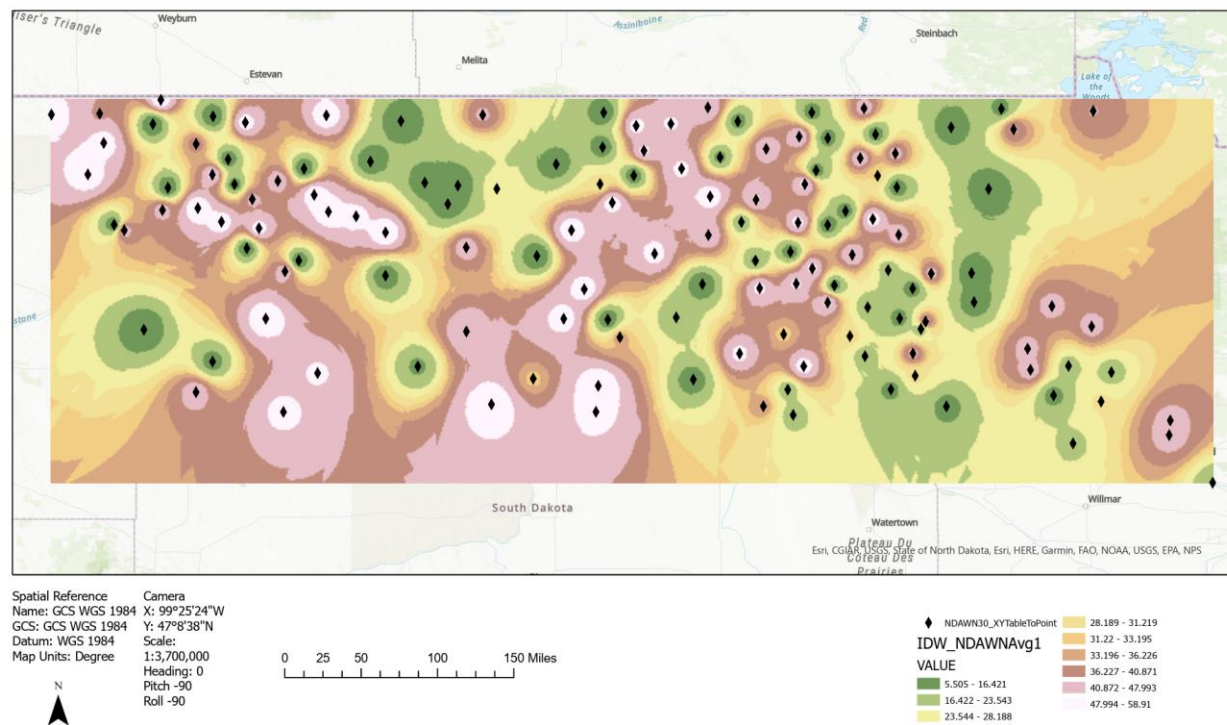 iser's Triangle
Weyburn
Assiniboine
Red
Steinbach
Melita
Estevan
Lake of
the
Woods
stone
South Dakota
Willmar
Watertown
Plateau Du
Coteau Des
Prairies
Esri, CGIAR, USGS, State of North Dakota, Esri, HERE, Garmin, FAO, NOAA, USGS, EPA, NPS
Spatial Reference
Name: GCS WGS 1984
GCS: GCS WGS 1984
Datum: WGS 1984
Map Units: Degree
Camera
X: 99°25'24"W
Y: 47°8'38"N
Scale:
1:3,700,000
Heading: 0
Pitch -90
Roll -90
N
0 25 50 100 150 Miles
NDAWN30_XYTableToPoint
IDW_NDAWNAvg1
VALUE
5.505 - 16.421
16.422 - 23.543
23.544 - 28.188
28.189 - 31.219
31.22 - 33.195
33.196 - 36.226
36.227 - 40.871
40.872 - 47.993
47.994 - 58.91